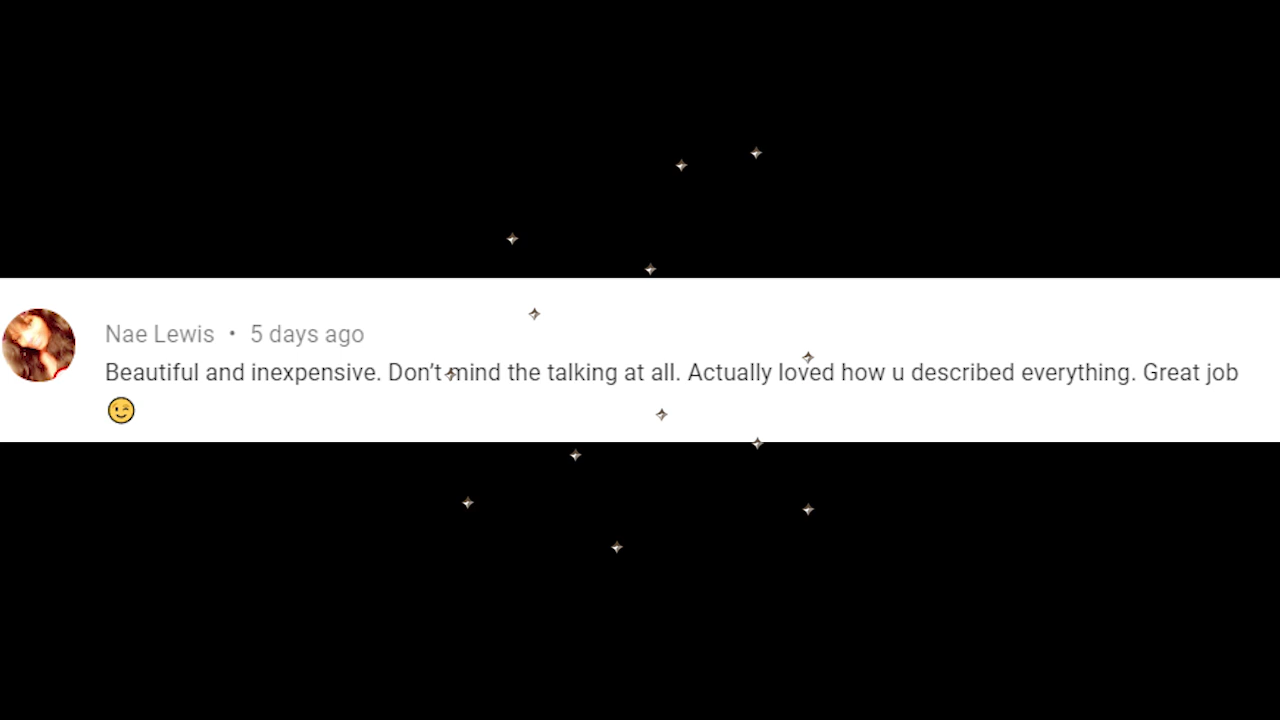 Nae Lewis • 5 days ago
Beautiful and inexpensive. Don’t mind the talking at all. Actually loved how u described everything. Great job
😉